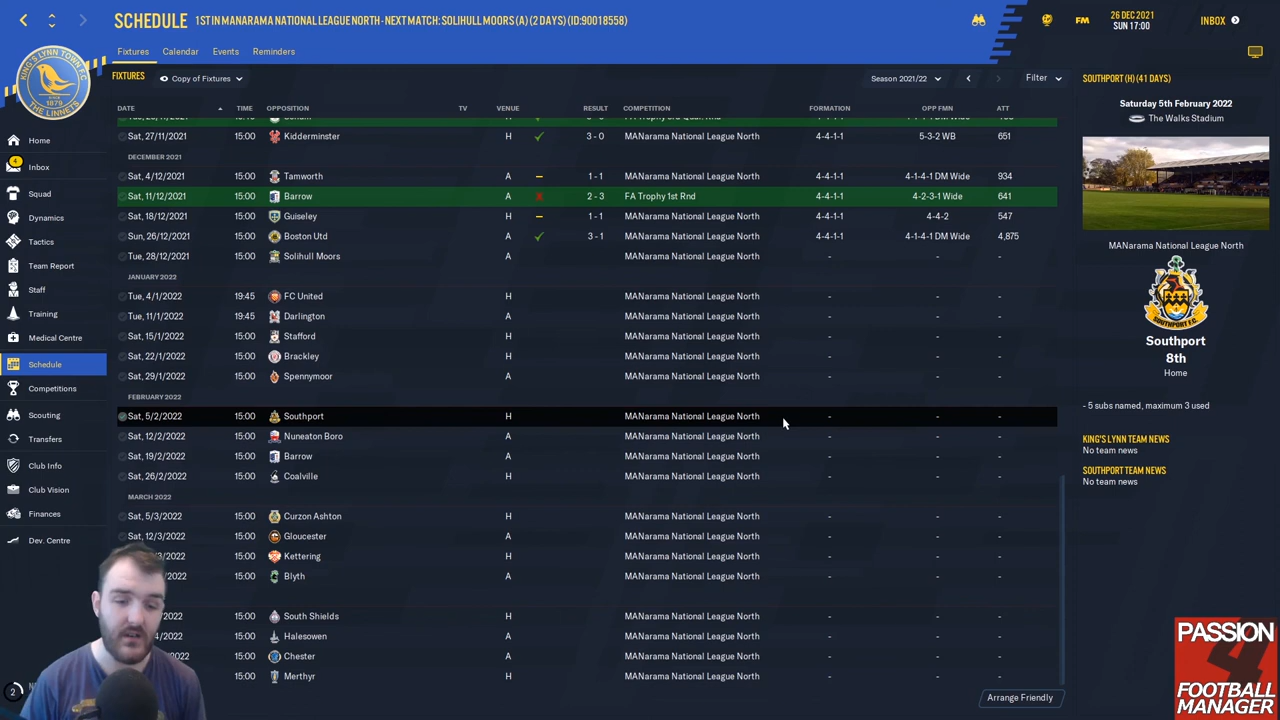 SCHEDULE 1ST IN MANARAMA NATIONAL LEAGUE NORTH - NEXT MATCH: SOLIHULL MOORS (A) (2 DAYS) (ID:90018558)
FM
26 DEC 2021
SUN 17:00
INBOX
Fixtures Calendar Events Reminders
FIXTURES Copy of Fixtures Season 2021/22 Filter
DATE TIME OPPOSITION TV VENUE RESULT COMPETITION FORMATION OPP FMN ATT
Sat, 27/11/2021 15:00 Kidderminster H 3 - 0 MANarama National League North 4-4-1-1 5-3-2 WB 651
DECEMBER 2021
Sat, 4/12/2021 15:00 Tamworth A 1 - 1 MANarama National League North 4-4-1-1 4-1-4-1 DM Wide 934
Sat, 11/12/2021 15:00 Barrow A 2 - 3 FA Trophy 1st Rnd 4-4-1-1 4-2-3-1 Wide 641
Sat, 18/12/2021 15:00 Guiseley H 1 - 1 MANarama National League North 4-4-1-1 4-4-2 547
Sun, 26/12/2021 15:00 Boston Utd A 3 - 1 MANarama National League North 4-4-1-1 4-1-4-1 DM Wide 4,875
Tue, 28/12/2021 15:00 Solihull Moors A MANarama National League North - - -
JANUARY 2022
Tue, 4/1/2022 19:45 FC United H MANarama National League North - - -
Tue, 11/1/2022 19:45 Darlington A MANarama National League North - - -
Sat, 15/1/2022 15:00 Stafford H MANarama National League North - - -
Sat, 22/1/2022 15:00 Brackley H MANarama National League North - - -
Sat, 29/1/2022 15:00 Spennymoor A MANarama National League North - - -
FEBRUARY 2022
Sat, 5/2/2022 15:00 Southport H MANarama National League North - - -
Sat, 12/2/2022 15:00 Nuneaton Boro A MANarama National League North - - -
Sat, 19/2/2022 15:00 Barrow A MANarama National League North - - -
Sat, 26/2/2022 15:00 Coalville H MANarama National League North - - -
MARCH 2022
Sat, 5/3/2022 15:00 Curzon Ashton H MANarama National League North - - -
Sat, 12/3/2022 15:00 Gloucester A MANarama National League North - - -
15:00 Kettering H MANarama National League North - - -
15:00 Blyth A MANarama National League North - - -
15:00 South Shields H MANarama National League North - - -
15:00 Halesowen A MANarama National League North - - -
15:00 Chester A MANarama National League North - - -
15:00 Merthyr H MANarama National League North - - -
Arrange Friendly
KING'S LYNN TOWN F.C
1879
THE LINNETS
Home
4
Inbox
Squad
Dynamics
Tactics
Team Report
Staff
Training
Medical Centre
Schedule
Competitions
Scouting
Transfers
Club Info
Club Vision
Finances
Dev. Centre
2
SOUTHPORT (H) (41 DAYS)
Saturday 5th February 2022
The Walks Stadium
MANarama National League North
SOUTHPORT F.C.
Southport
8th
Home
- 5 subs named, maximum 3 used
KING'S LYNN TEAM NEWS
No team news
SOUTHPORT TEAM NEWS
No team news
PASSION
4
FOOTBALL
MANAGER